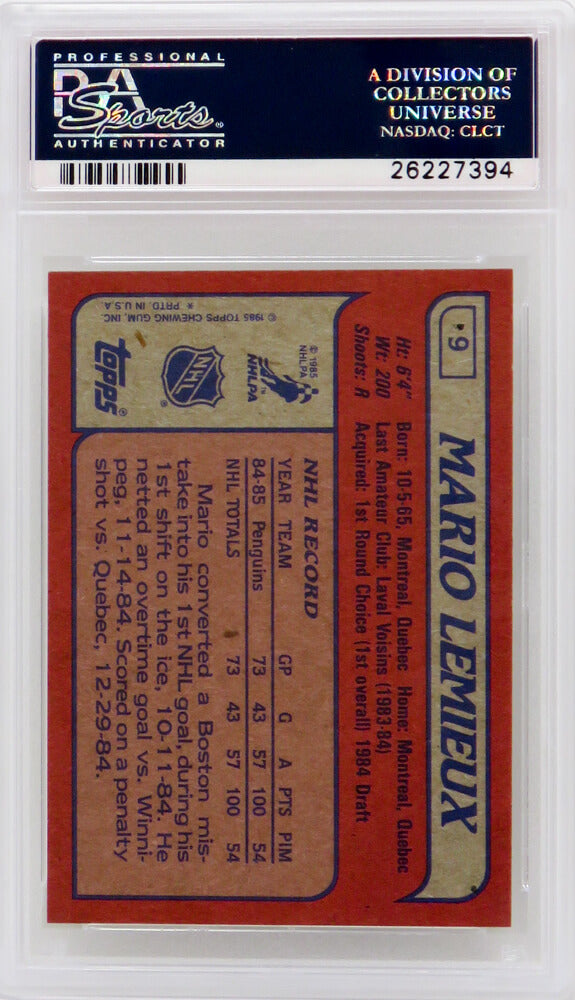 PROFESSIONAL
PSA
Sports®
AUTHENTICATOR
A DIVISION OF
COLLECTORS
UNIVERSE
NASDAQ: CLCT
26227394
9
MARIO LEMIEUX
Ht: 6'4" Born: 10-5-65, Montreal, Quebec Home: Montreal, Quebec
Wt: 200 Last Amateur Club: Laval Voisins (1983-84)
Shoots: R Acquired: 1st Round Choice (1st overall) 1984 Draft
© 1985
NHLPA
NHLPA
NHL
topps®
© 1985 TOPPS CHEWING GUM, INC.
* PRTD. IN U.S.A.
NHL RECORD
YEAR TEAM GP G A PTS PIM
84-85 Penguins 73 43 57 100 54
NHL TOTALS 73 43 57 100 54
Mario converted a Boston mis-
take into his 1st NHL goal, during his
1st shift on the ice, 10-11-84. He
netted an overtime goal vs. Winni-
peg, 11-14-84. Scored on a penalty
shot vs. Quebec, 12-29-84.